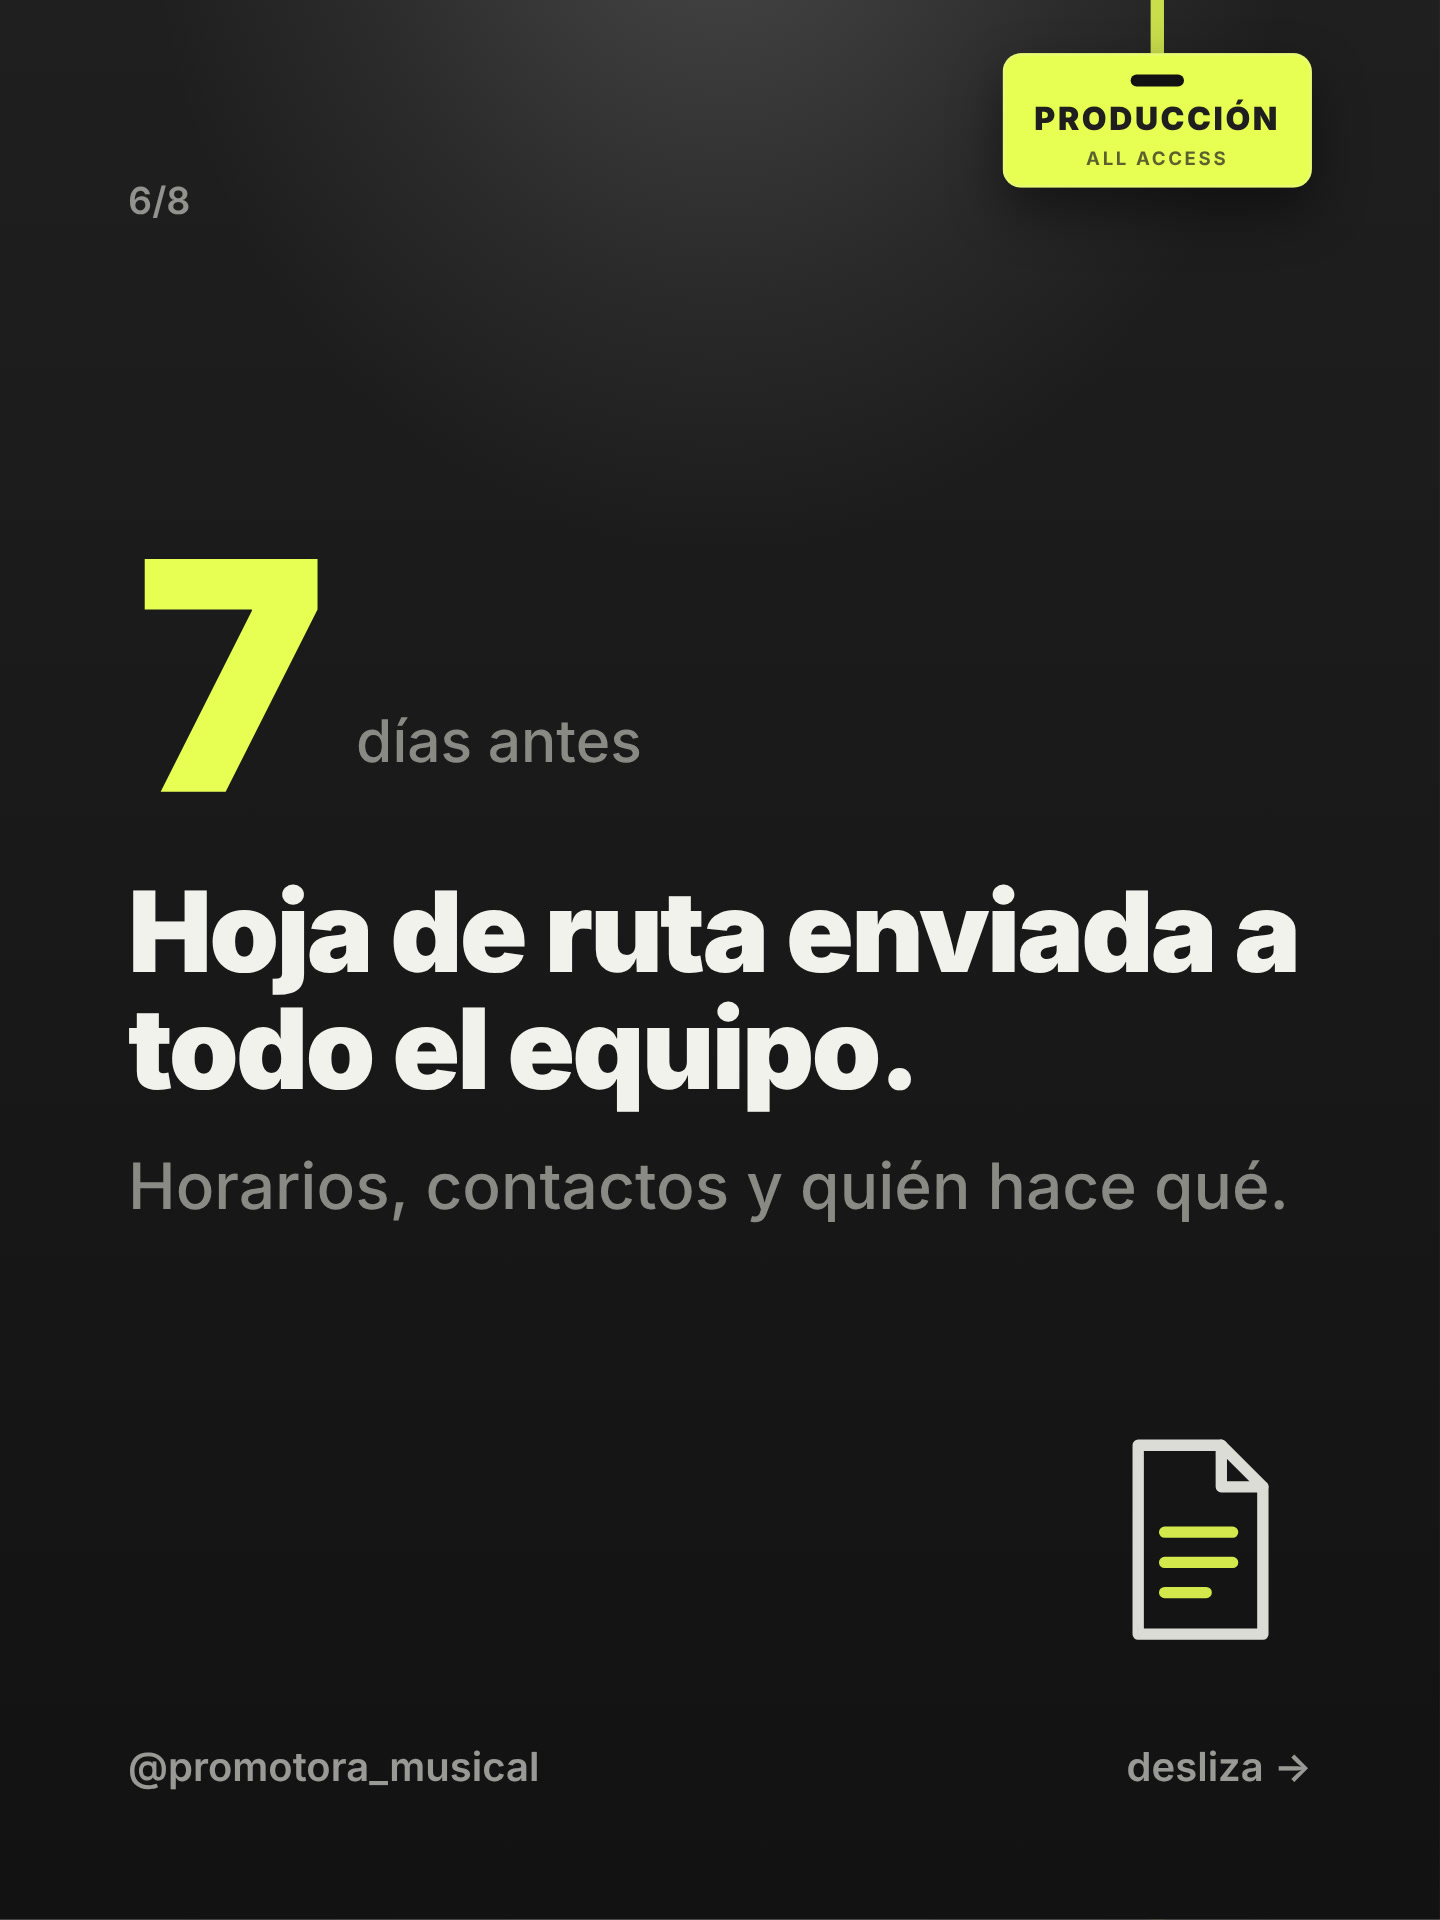 PRODUCCIÓN
ALL ACCESS
6/8
7 días antes
Hoja de ruta enviada a
todo el equipo.
Horarios, contactos y quién hace qué.
@promotora_musical
desliza →